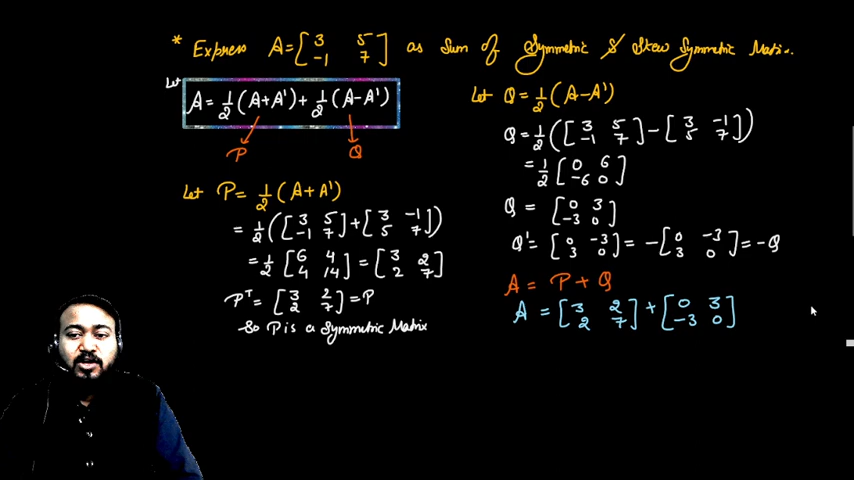 * Express A = [3 5; -1 7] as Sum of Symmetric & Skew Symmetric Matrix.
Let
A = 1/2 (A+A') + 1/2 (A-A')
P Q
Let P = 1/2 (A+A')
= 1/2 ([3 5; -1 7] + [3 -1; 5 7])
= 1/2 [6 4; 4 14] = [3 2; 2 7]
P^T = [3 2; 2 7] = P
So P is a Symmetric Matrix
Let Q = 1/2 (A-A')
Q = 1/2 ([3 5; -1 7] - [3 -1; 5 7])
= 1/2 [0 6; -6 0]
Q = [0 3; -3 0]
Q' = [0 -3; 3 0] = -[0 -3; 3 0] = -Q
A = P + Q
A = [3 2; 2 7] + [0 3; -3 0]